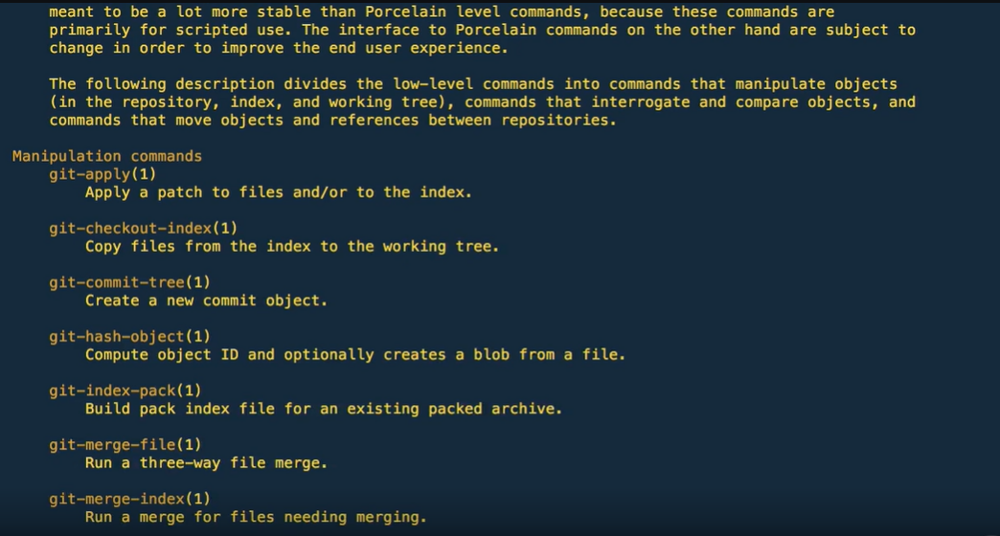 meant to be a lot more stable than Porcelain level commands, because these commands are
primarily for scripted use. The interface to Porcelain commands on the other hand are subject to
change in order to improve the end user experience.
The following description divides the low-level commands into commands that manipulate objects
(in the repository, index, and working tree), commands that interrogate and compare objects, and
commands that move objects and references between repositories.
Manipulation commands
git-apply(1)
Apply a patch to files and/or to the index.
git-checkout-index(1)
Copy files from the index to the working tree.
git-commit-tree(1)
Create a new commit object.
git-hash-object(1)
Compute object ID and optionally creates a blob from a file.
git-index-pack(1)
Build pack index file for an existing packed archive.
git-merge-file(1)
Run a three-way file merge.
git-merge-index(1)
Run a merge for files needing merging.